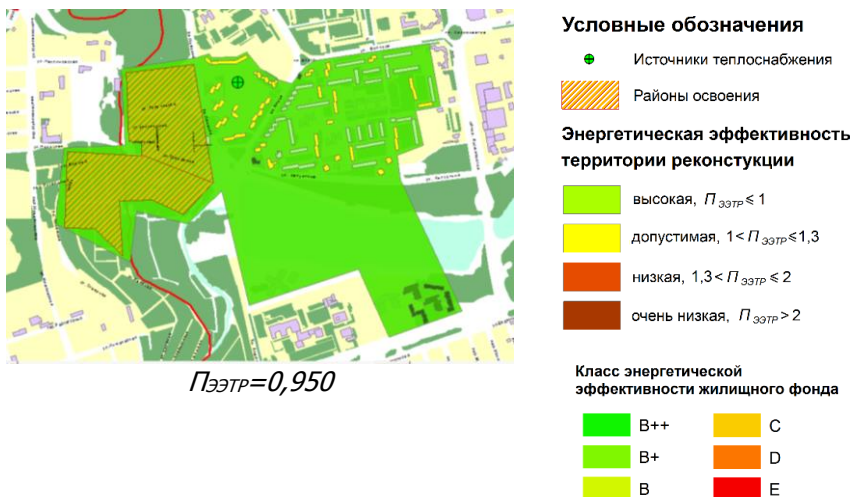 Условные обозначения
Источники теплоснабжения
Районы освоения
Энергетическая эффективность
территории реконстукции
высокая, П ЭЭТР ⩽ 1
допустимая, 1< П ЭЭТР ⩽1,3
низкая, 1,3< П ЭЭТР ⩽ 2
очень низкая, П ЭЭТР > 2
ПЭЭТР=0,950
Класс энергетической
эффективности жилищного фонда
B++
C
B+
D
B
E